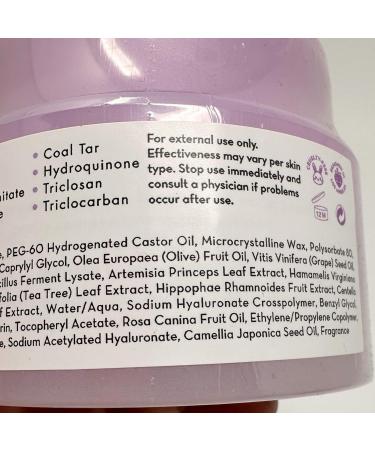 • Coal Tar
• Hydroquinone
• Triclosan
• Triclocarban
For external use only.
Effectiveness may vary per skin
type. Stop use immediately and
consult a physician if problems
occur after use.
12 M
PEG-60 Hydrogenated Castor Oil, Microcrystalline Wax, Polysorbate 80,
Caprylyl Glycol, Olea Europaea (Olive) Fruit Oil, Vitis Vinifera (Grape) Seed Oil,
Ferment Lysate, Artemisia Princeps Leaf Extract, Hamamelis Virginiana
(Tea Tree) Leaf Extract, Hippophae Rhamnoides Fruit Extract, Centella
Extract, Water/Aqua, Sodium Hyaluronate Crosspolymer, Benzyl Glycol,
Tocopheryl Acetate, Rosa Canina Fruit Oil, Ethylene/Propylene Copolymer,
Sodium Acetylated Hyaluronate, Camellia Japonica Seed Oil, Fragrance